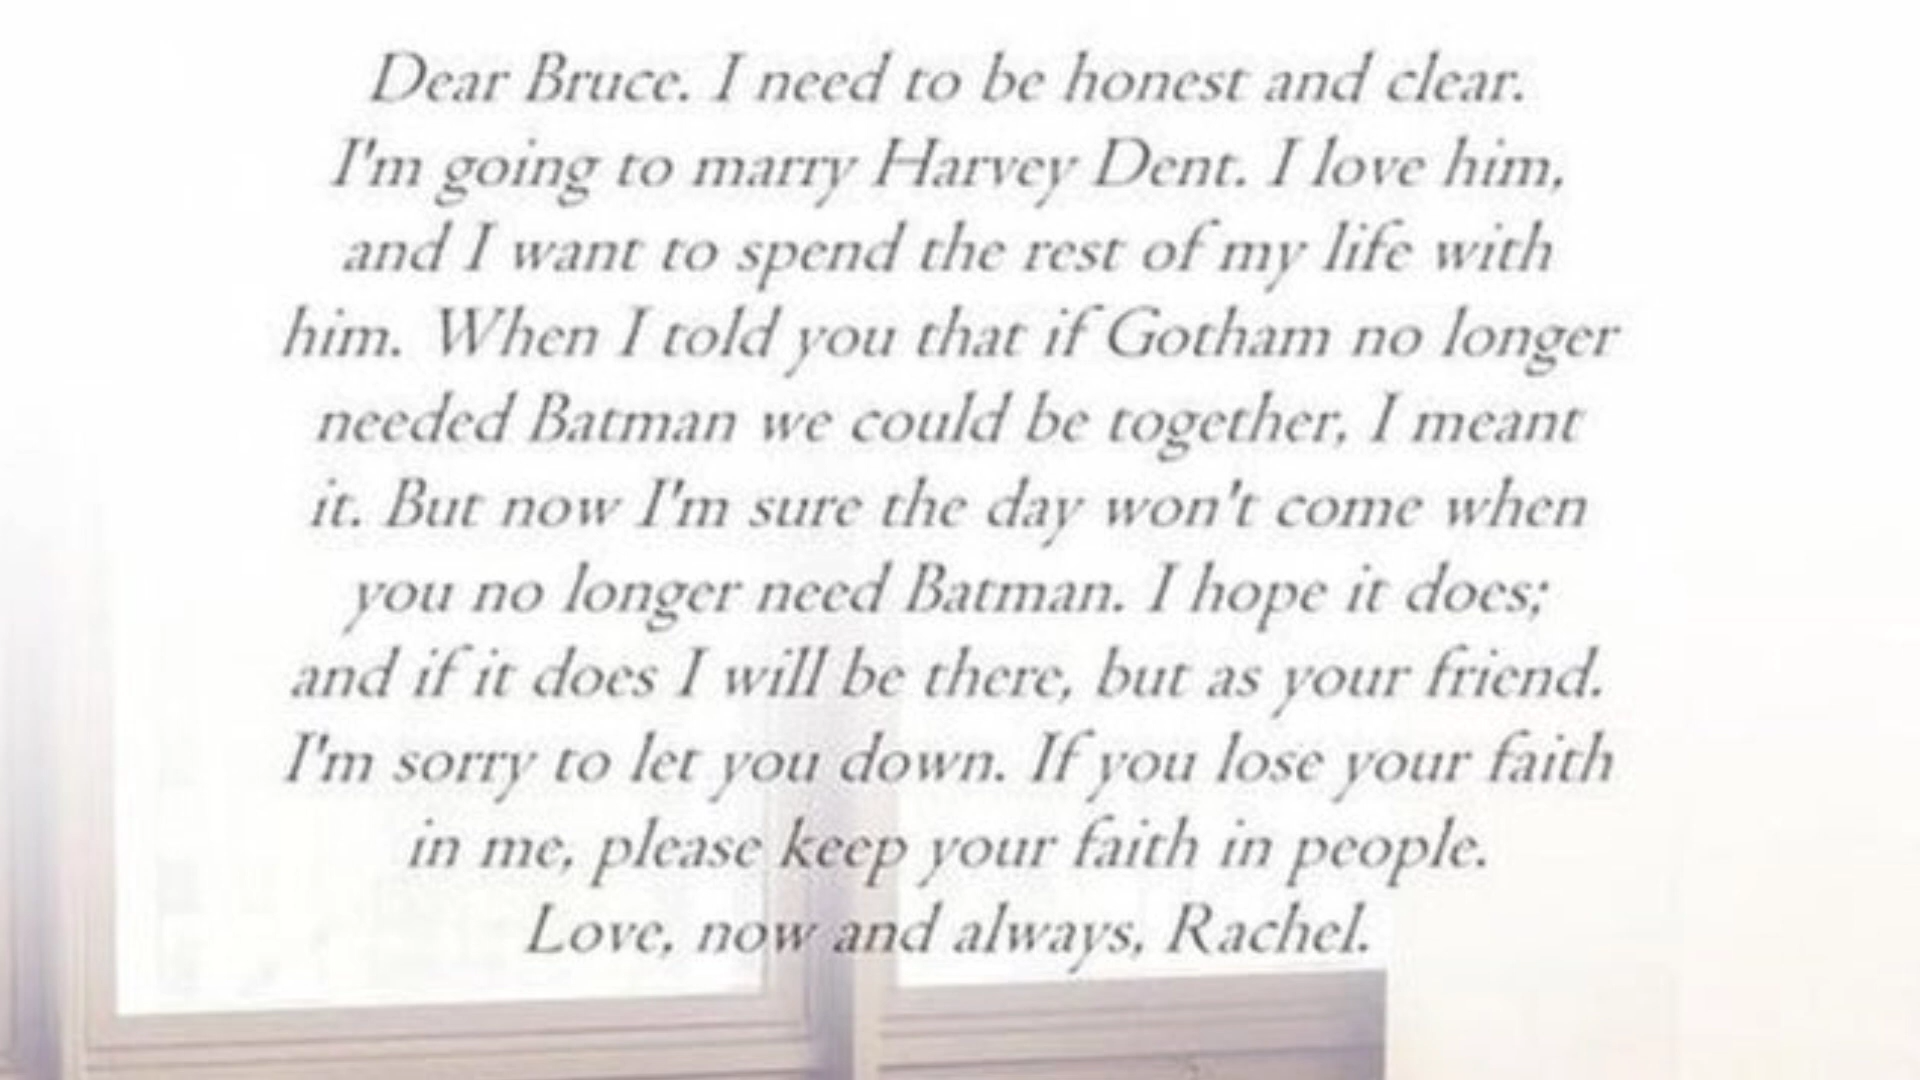 Dear Bruce. I need to be honest and clear.
I'm going to marry Harvey Dent. I love him,
and I want to spend the rest of my life with
him. When I told you that if Gotham no longer
needed Batman we could be together, I meant
it. But now I'm sure the day won't come when
you no longer need Batman. I hope it does;
and if it does I will be there, but as your friend.
I'm sorry to let you down. If you lose your faith
in me, please keep your faith in people.
Love, now and always, Rachel.